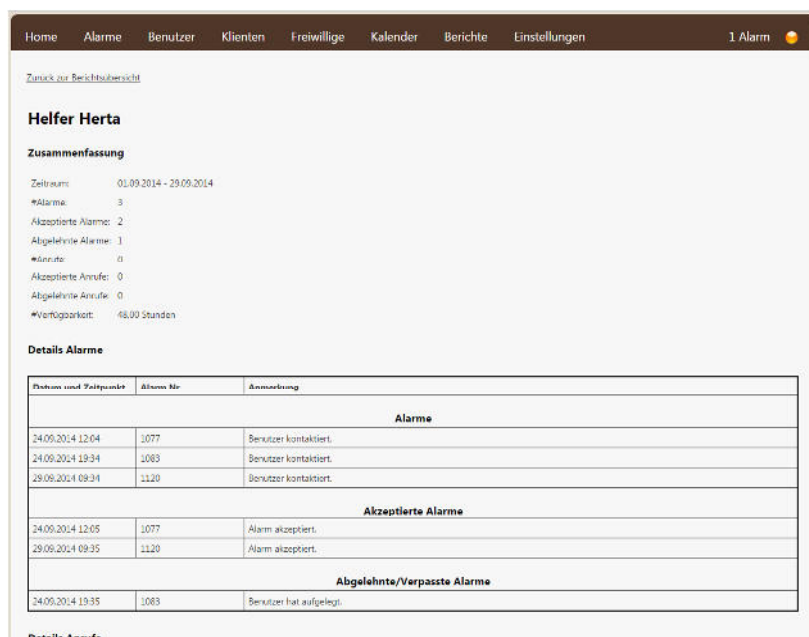 Home Alarme Benutzer Klienten Freiwillige Kalender Berichte Einstellungen 1 Alarm
Zurück zur Berichtsübersicht
Helfer Herta
Zusammenfassung
Zeitraum: 01.09.2014 - 29.09.2014
#Alarme: 3
Akzeptierte Alarme: 2
Abgelehnte Alarme: 1
#Anrufe: 0
Akzeptierte Anrufe: 0
Abgelehnte Anrufe: 0
#Verfügbarkeit: 48,00 Stunden
Details Alarme
Datum und Zeitpunkt Alarm Nr. Anmerkung
Alarme
24.09.2014 12:04 1077 Benutzer kontaktiert.
24.09.2014 19:34 1083 Benutzer kontaktiert.
29.09.2014 09:34 1120 Benutzer kontaktiert.
Akzeptierte Alarme
24.09.2014 12:05 1077 Alarm akzeptiert.
29.09.2014 09:35 1120 Alarm akzeptiert.
Abgelehnte/Verpasste Alarme
24.09.2014 19:35 1083 Benutzer hat aufgelegt.
Details Anrufe